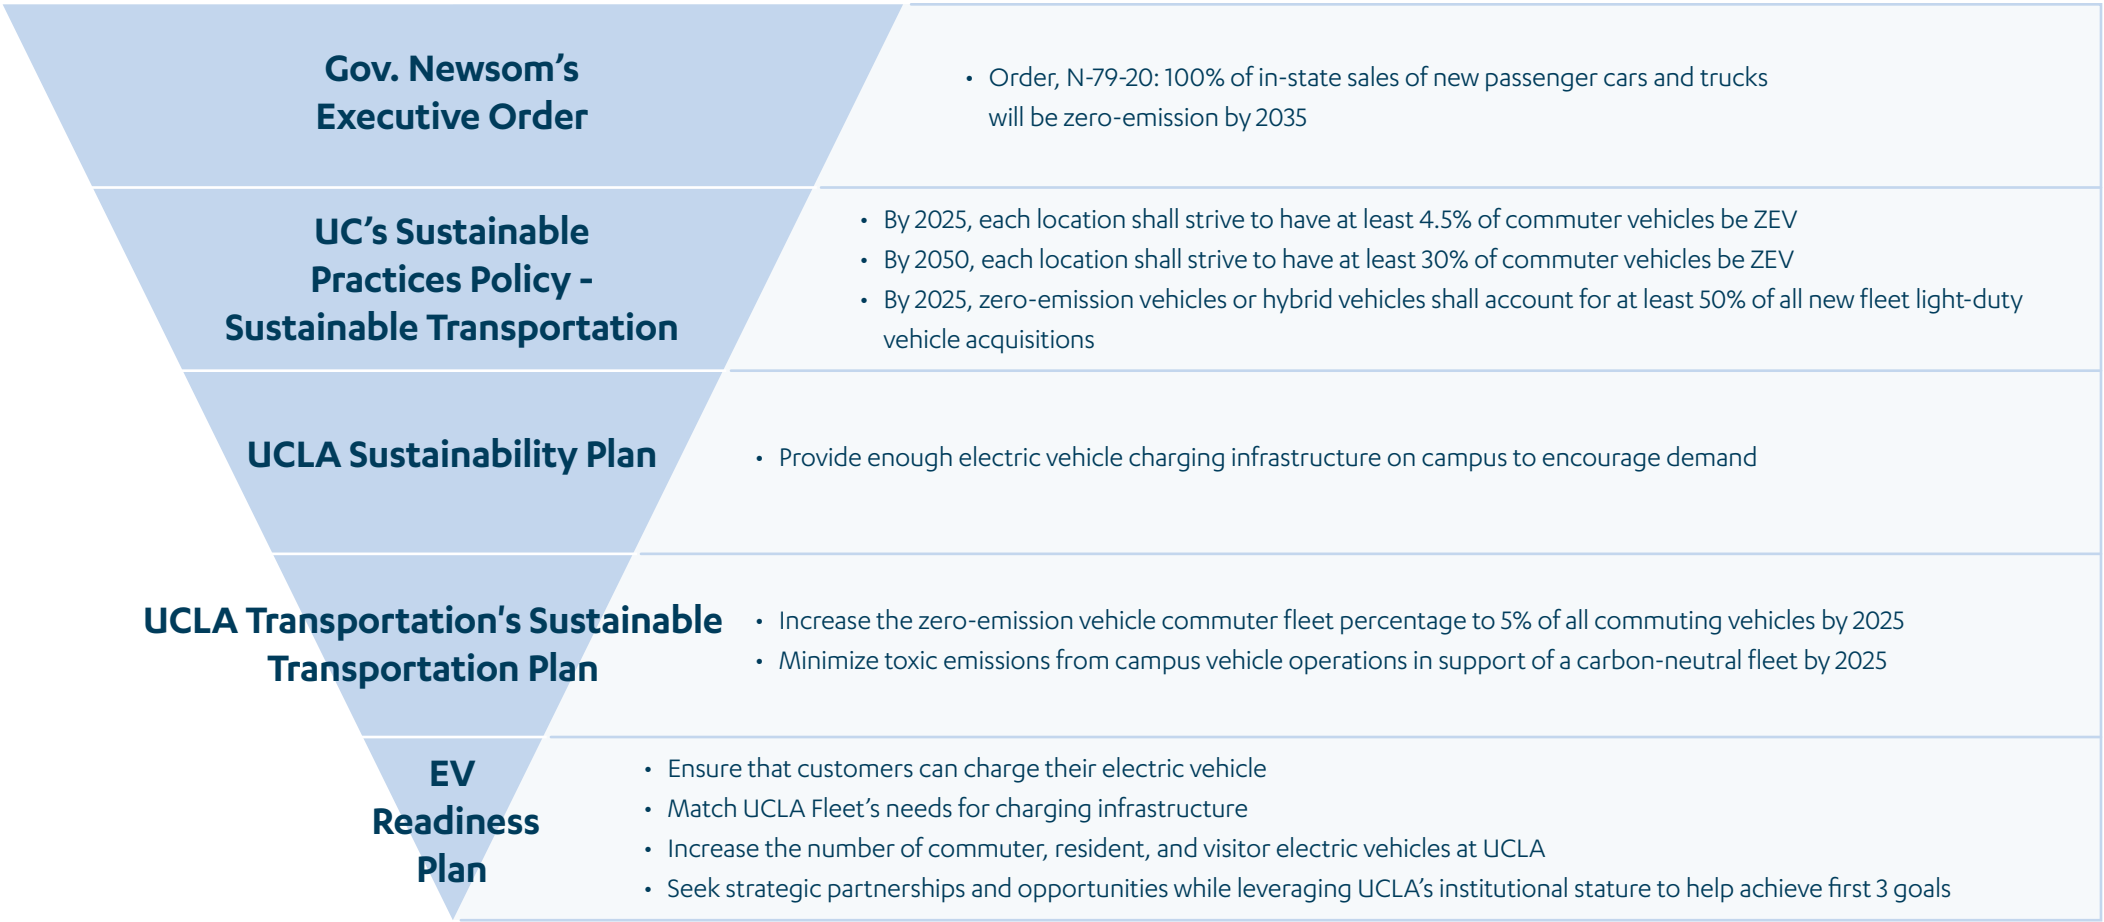 Gov. Newsom's
Executive Order
• Order, N-79-20: 100% of in-state sales of new passenger cars and trucks
will be zero-emission by 2035
UC's Sustainable
Practices Policy -
Sustainable Transportation
• By 2025, each location shall strive to have at least 4.5% of commuter vehicles be ZEV
• By 2050, each location shall strive to have at least 30% of commuter vehicles be ZEV
• By 2025, zero-emission vehicles or hybrid vehicles shall account for at least 50% of all new fleet light-duty
vehicle acquisitions
UCLA Sustainability Plan
• Provide enough electric vehicle charging infrastructure on campus to encourage demand
UCLA Transportation's Sustainable
Transportation Plan
• Increase the zero-emission vehicle commuter fleet percentage to 5% of all commuting vehicles by 2025
• Minimize toxic emissions from campus vehicle operations in support of a carbon-neutral fleet by 2025
EV
Readiness
Plan
• Ensure that customers can charge their electric vehicle
• Match UCLA Fleet's needs for charging infrastructure
• Increase the number of commuter, resident, and visitor electric vehicles at UCLA
• Seek strategic partnerships and opportunities while leveraging UCLA's institutional stature to help achieve first 3 goals